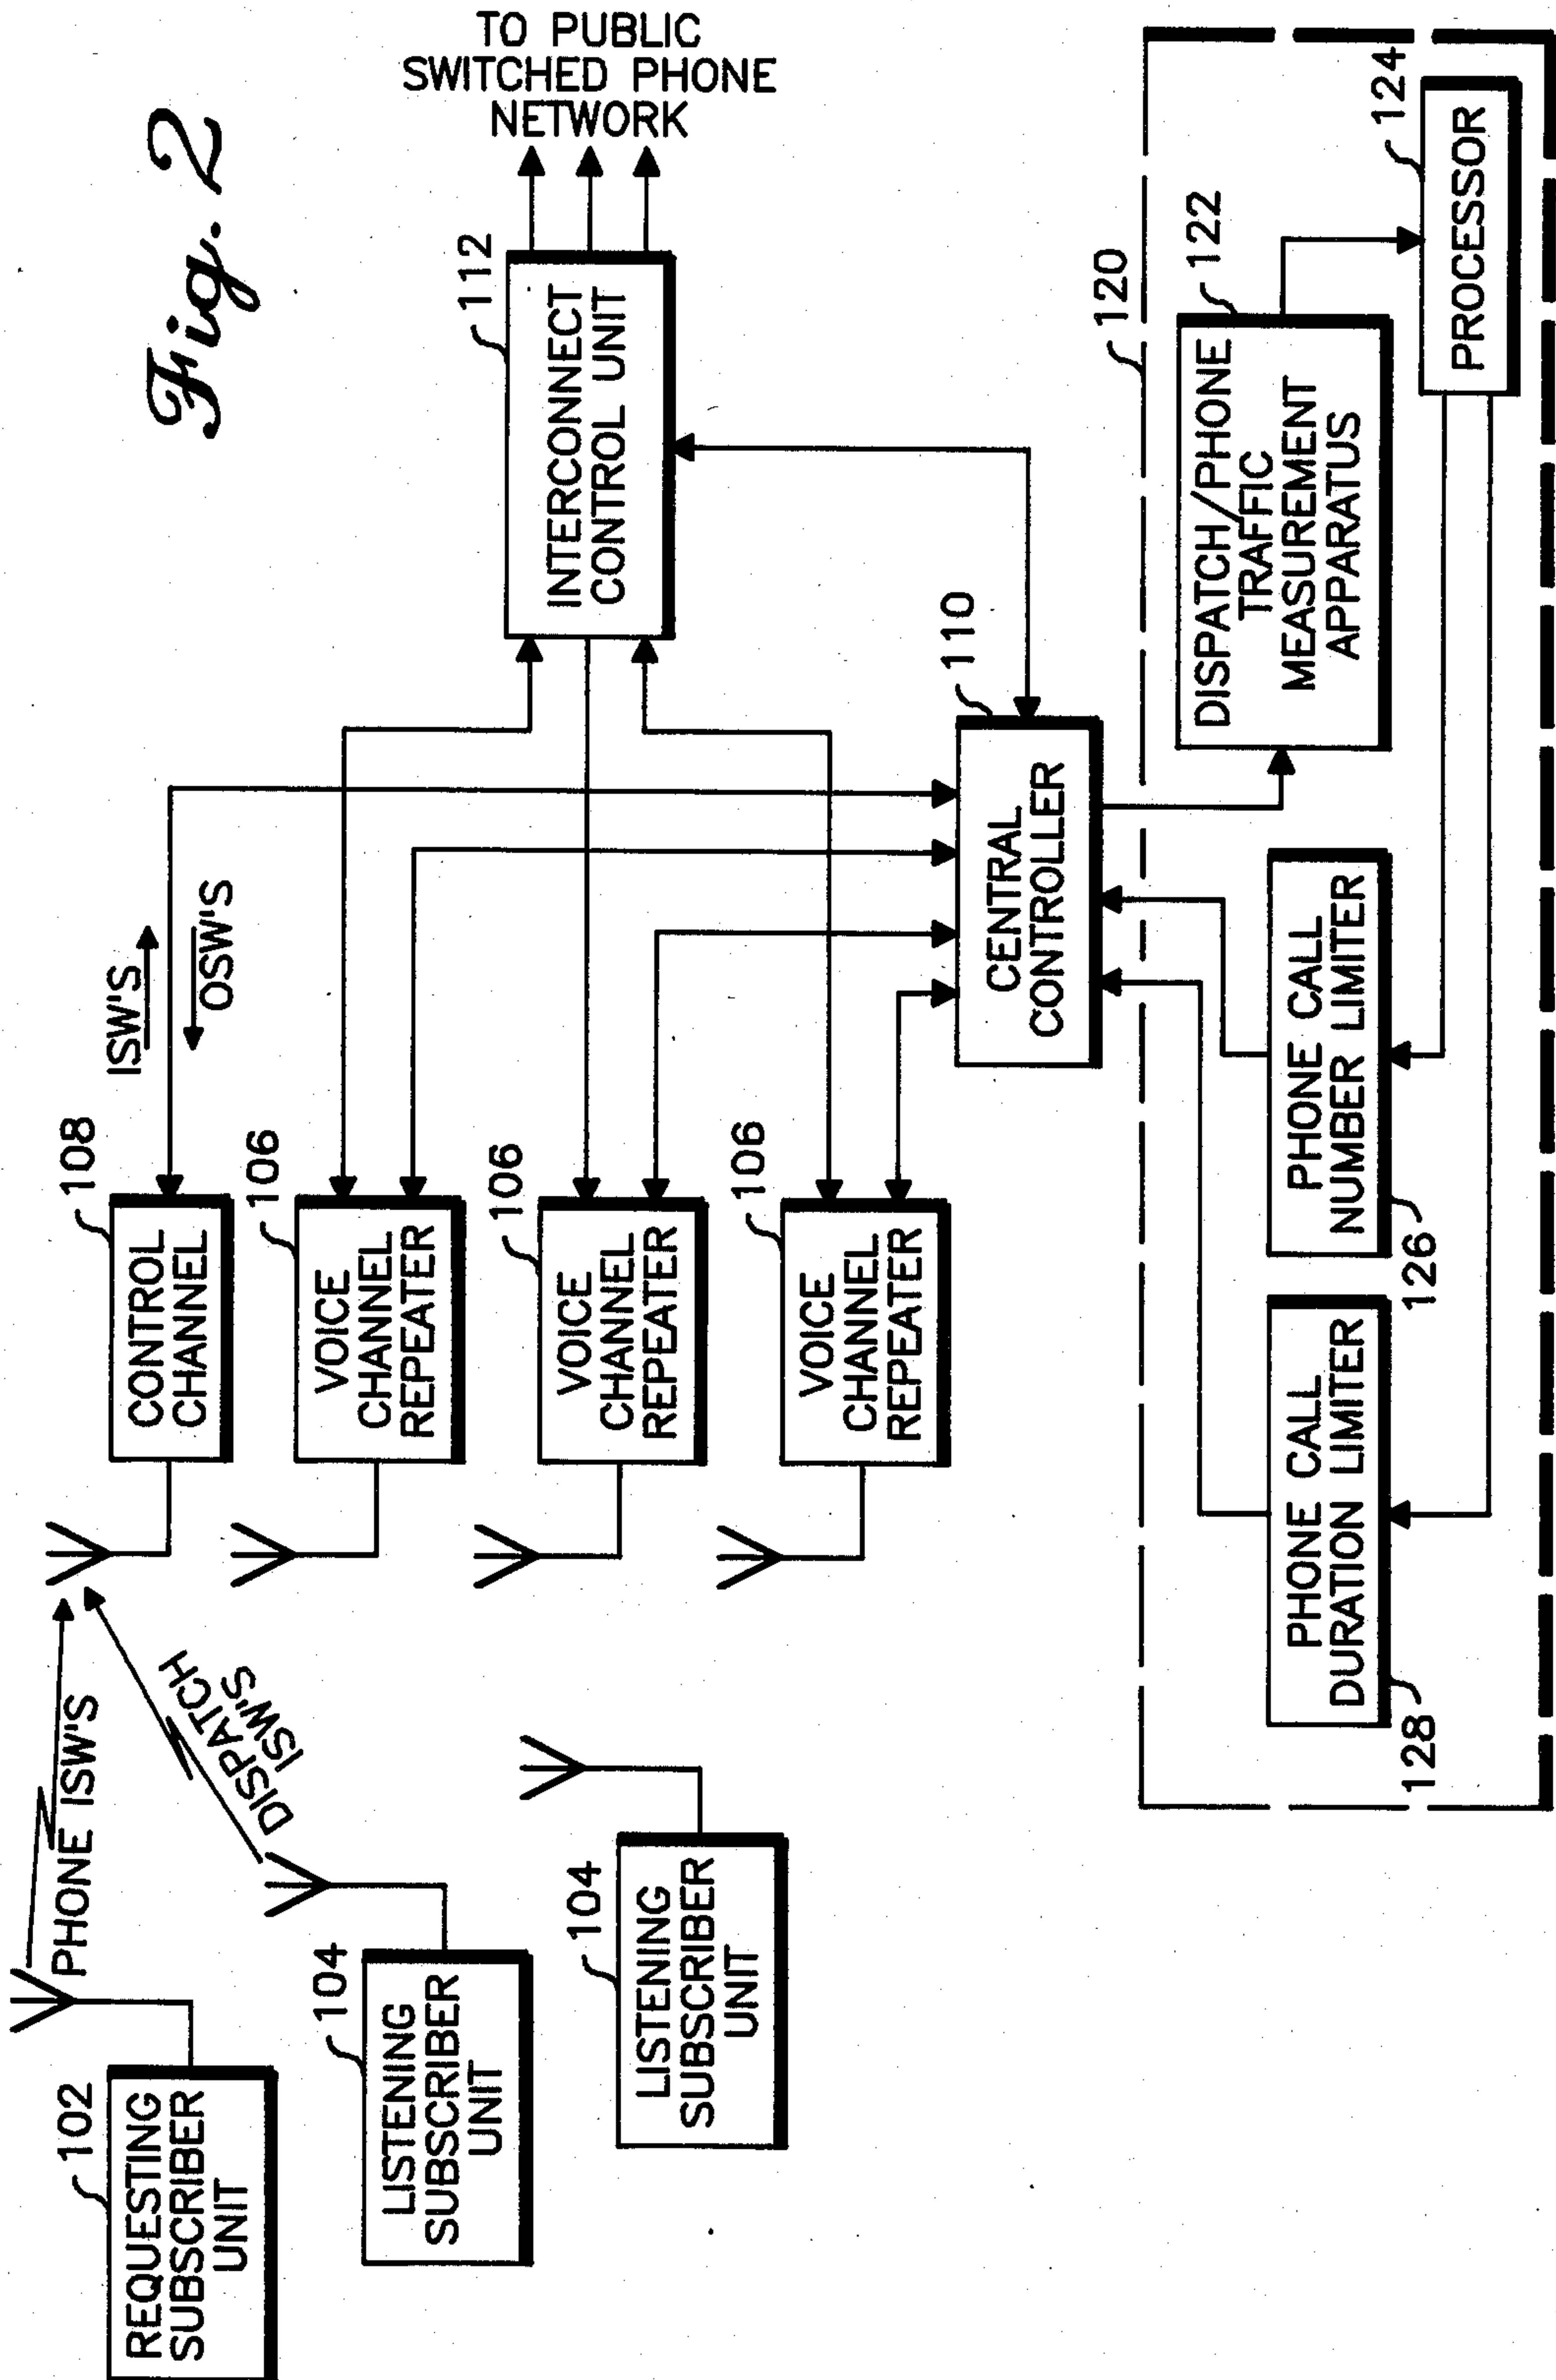 Fig. 2
TO PUBLIC
SWITCHED PHONE
NETWORK
102
REQUESTING
SUBSCRIBER
UNIT
PHONE ISW'S
DISPATCH
ISW'S
104
LISTENING
SUBSCRIBER
UNIT
104
LISTENING
SUBSCRIBER
UNIT
108
CONTROL
CHANNEL
ISW'S
OSW'S
106
VOICE
CHANNEL
REPEATER
106
VOICE
CHANNEL
REPEATER
106
VOICE
CHANNEL
REPEATER
112
INTERCONNECT
CONTROL UNIT
110
CENTRAL
CONTROLLER
120
122
DISPATCH/PHONE
TRAFFIC
MEASUREMENT
APPARATUS
124
PROCESSOR
PHONE CALL
NUMBER LIMITER
126
PHONE CALL
DURATION LIMITER
128